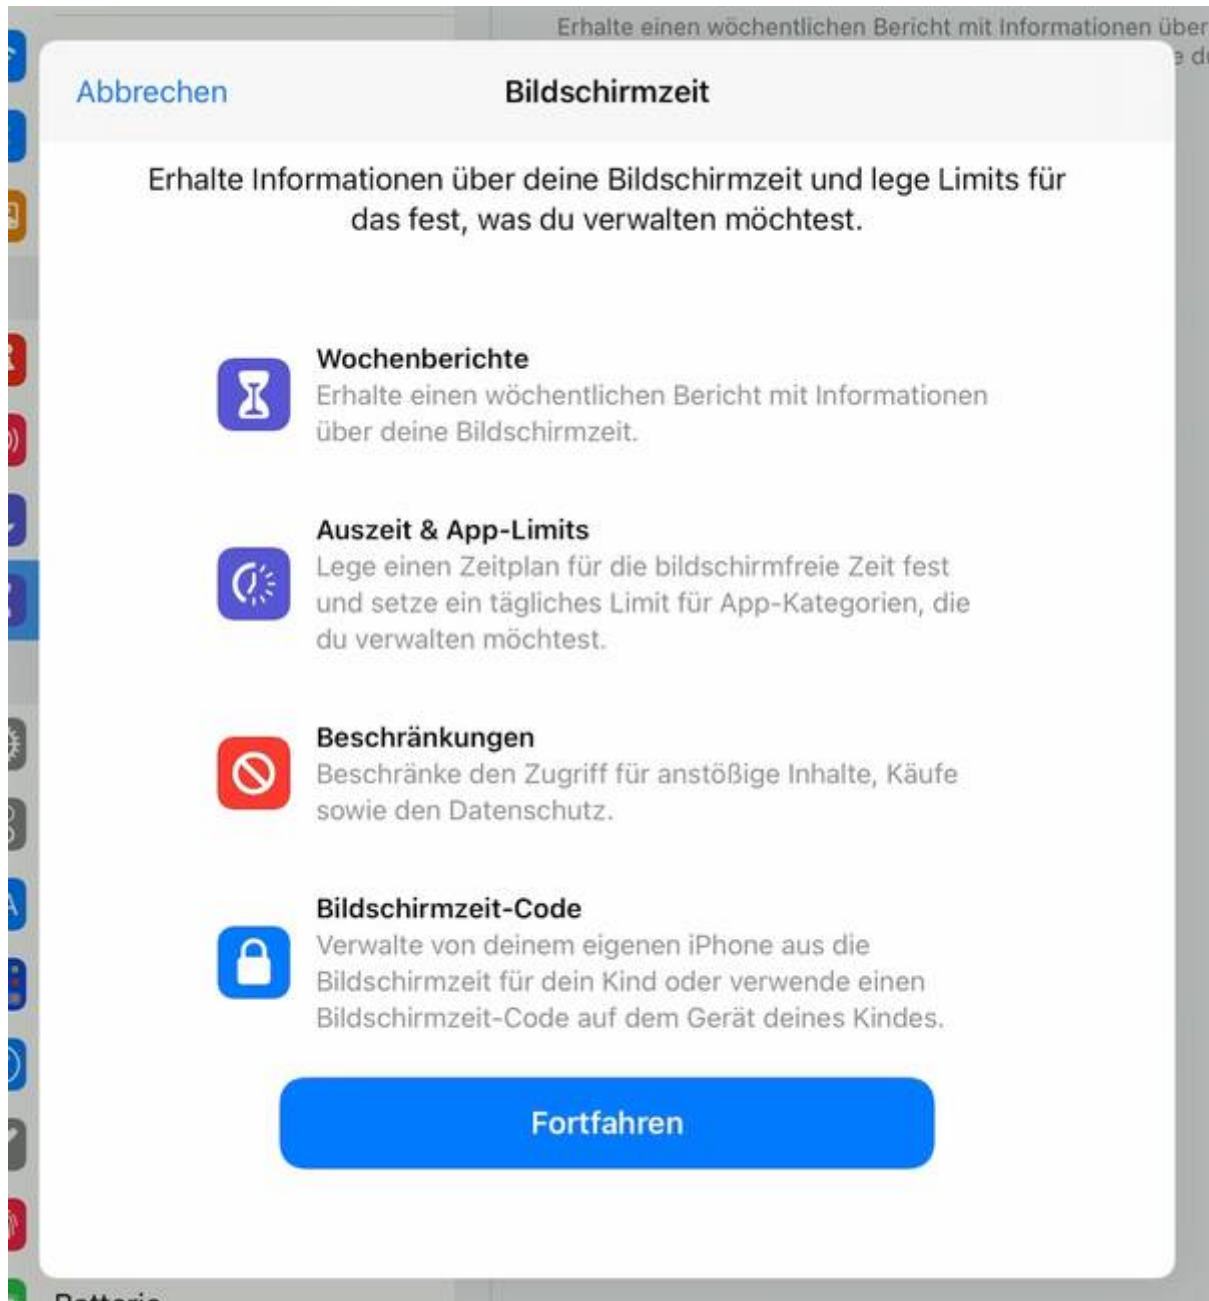 Erhalte einen wöchentlichen Bericht mit Informationen über
Abbrechen
Bildschirmzeit
Erhalte Informationen über deine Bildschirmzeit und lege Limits für
das fest, was du verwalten möchtest.
Wochenberichte
Erhalte einen wöchentlichen Bericht mit Informationen
über deine Bildschirmzeit.
Auszeit & App-Limits
Lege einen Zeitplan für die bildschirmfreie Zeit fest
und setze ein tägliches Limit für App-Kategorien, die
du verwalten möchtest.
Beschränkungen
Beschränke den Zugriff für anstößige Inhalte, Käufe
sowie den Datenschutz.
Bildschirmzeit-Code
Verwalte von deinem eigenen iPhone aus die
Bildschirmzeit für dein Kind oder verwende einen
Bildschirmzeit-Code auf dem Gerät deines Kindes.
Fortfahren